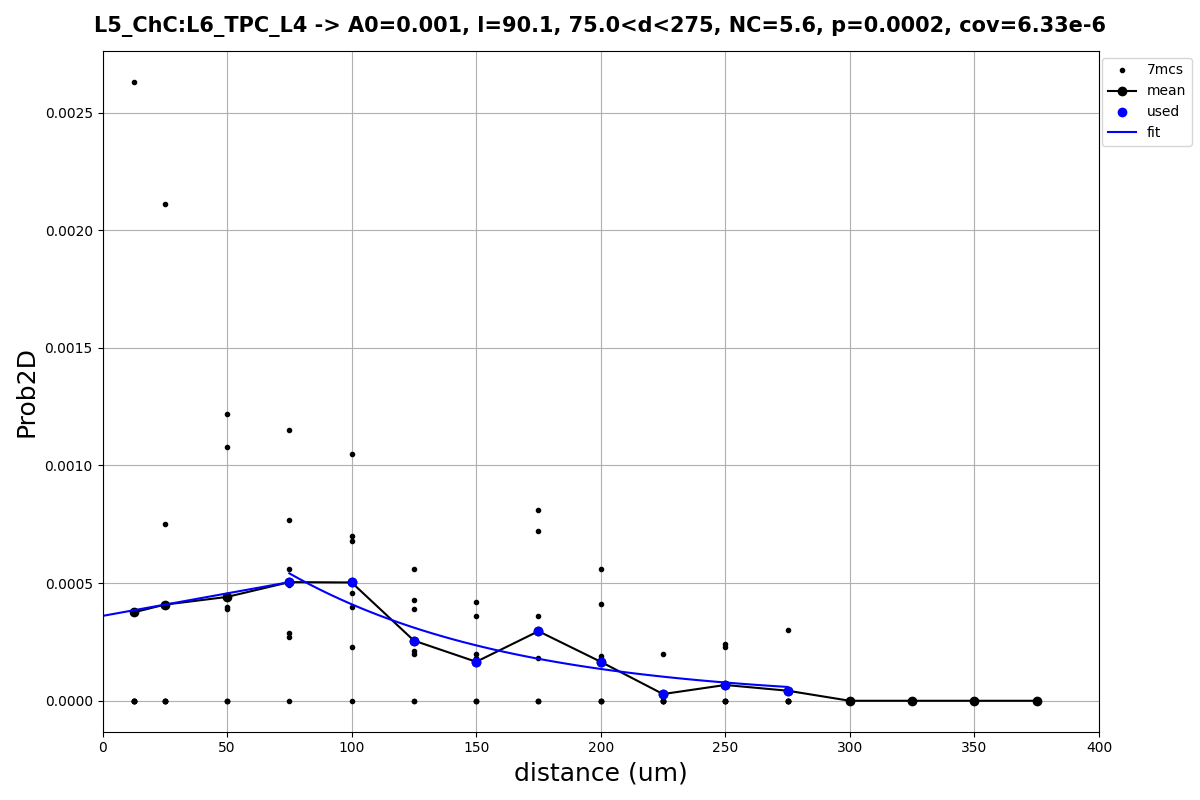 L5_ChC:L6_TPC_L4 -> A0=0.001, l=90.1, 75.0<d<275, NC=5.6, p=0.0002, cov=6.33e-6
7mcs
mean
used
fit
Prob2D
0.0025
0.0020
0.0015
0.0010
0.0005
0.0000
0 50 100 150 200 250 300 350 400
distance (um)